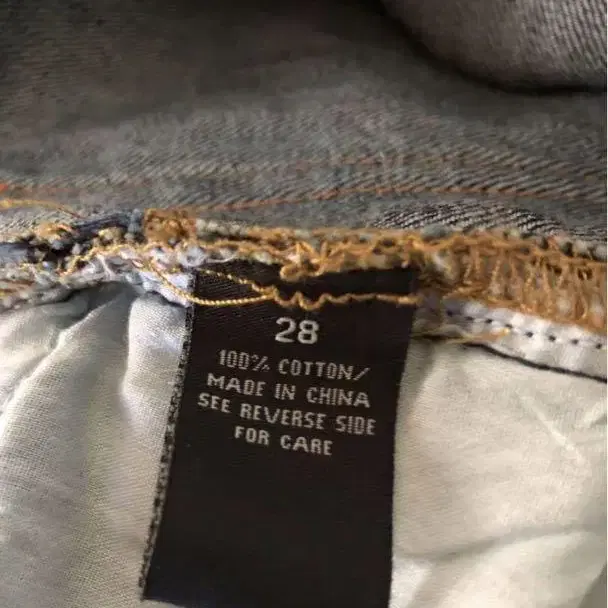 28
100% COTTON/
MADE IN CHINA
SEE REVERSE SIDE
FOR CARE